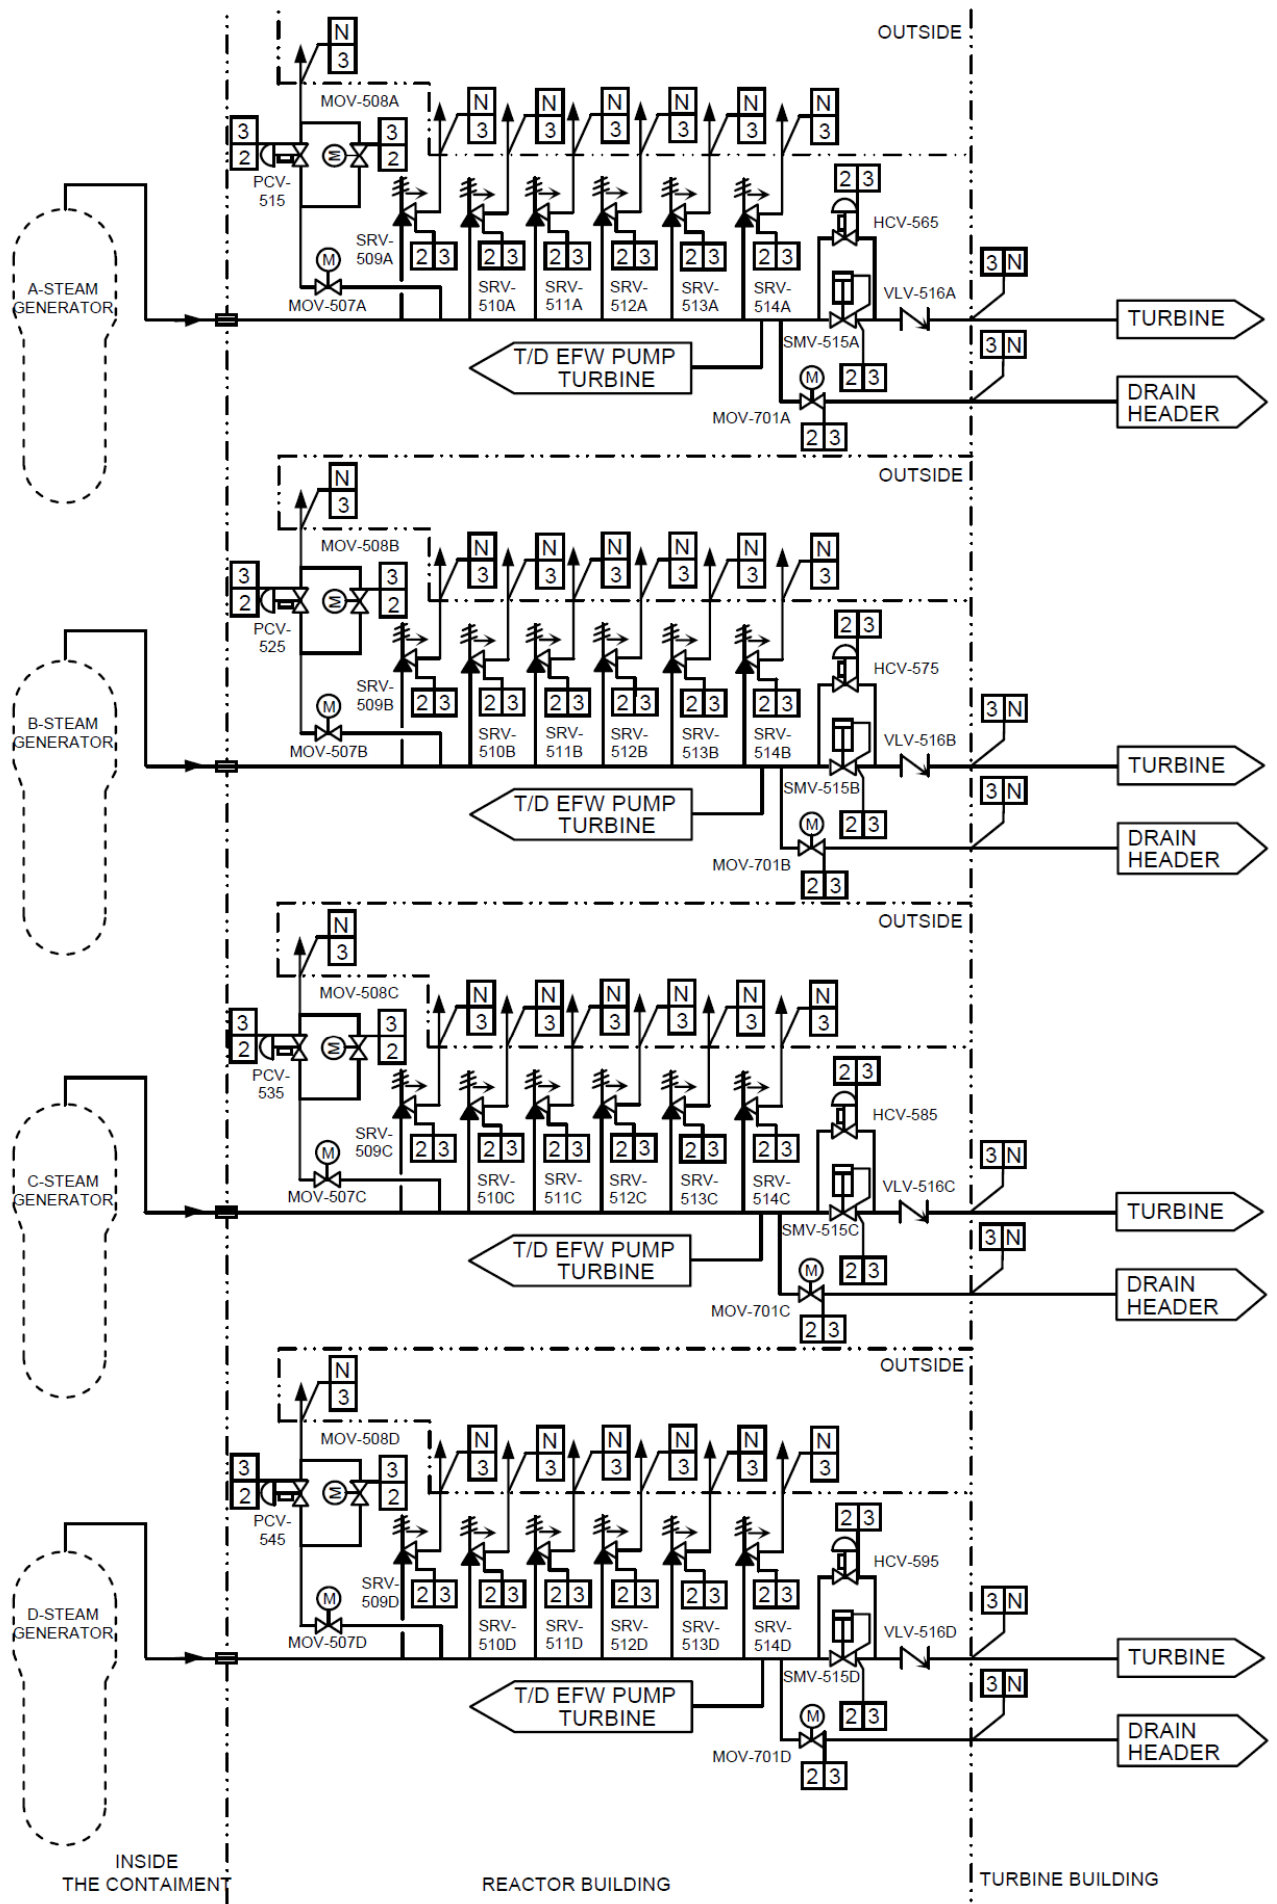 OUTSIDE
N
3
MOV-508A
N
3
N
3
N
3
N
3
N
3
N
3
3
2
3
2
M
PCV-
515
2 3
HCV-565
SRV-
509A
2 3
2 3
2 3
2 3
2 3
2 3
M
MOV-507A
SRV-
510A
SRV-
511A
SRV-
512A
SRV-
513A
SRV-
514A
VLV-516A
3 N
A-STEAM
GENERATOR
TURBINE
SMV-515A
3 N
T/D EFW PUMP
TURBINE
M
2 3
DRAIN
HEADER
MOV-701A
2 3
OUTSIDE
N
3
MOV-508B
N
3
N
3
N
3
N
3
N
3
N
3
3
2
3
2
M
PCV-
525
2 3
HCV-575
SRV-
509B
2 3
2 3
2 3
2 3
2 3
2 3
M
MOV-507B
SRV-
510B
SRV-
511B
SRV-
512B
SRV-
513B
SRV-
514B
VLV-516B
3 N
B-STEAM
GENERATOR
TURBINE
SMV-515B
3 N
T/D EFW PUMP
TURBINE
M
2 3
DRAIN
HEADER
MOV-701B
2 3
OUTSIDE
N
3
MOV-508C
N
3
N
3
N
3
N
3
N
3
N
3
3
2
3
2
M
PCV-
535
2 3
HCV-585
SRV-
509C
2 3
2 3
2 3
2 3
2 3
2 3
M
MOV-507C
SRV-
510C
SRV-
511C
SRV-
512C
SRV-
513C
SRV-
514C
VLV-516C
3 N
C-STEAM
GENERATOR
TURBINE
SMV-515C
3 N
T/D EFW PUMP
TURBINE
M
2 3
DRAIN
HEADER
MOV-701C
2 3
OUTSIDE
N
3
MOV-508D
N
3
N
3
N
3
N
3
N
3
N
3
3
2
3
2
M
PCV-
545
2 3
HCV-595
SRV-
509D
2 3
2 3
2 3
2 3
2 3
2 3
M
MOV-507D
SRV-
510D
SRV-
511D
SRV-
512D
SRV-
513D
SRV-
514D
VLV-516D
3 N
D-STEAM
GENERATOR
TURBINE
SMV-515D
3 N
T/D EFW PUMP
TURBINE
M
2 3
DRAIN
HEADER
MOV-701D
2 3
INSIDE
THE CONTAIMENT
REACTOR BUILDING
TURBINE BUILDING